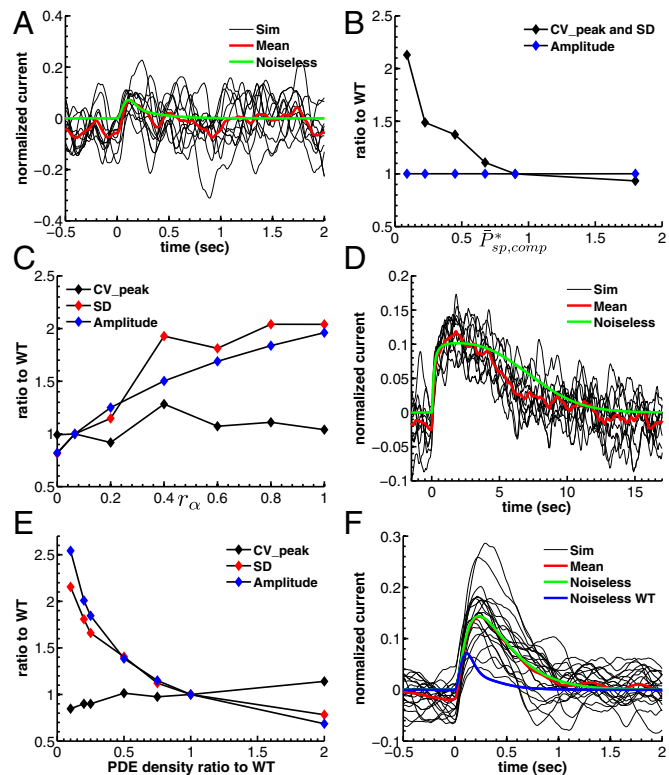 A
normalized current
0.4
0.2
0
−0.2
−0.4
−0.5 0 0.5 1 1.5 2
time (sec)
Sim
Mean
Noiseless
B
ratio to WT
2.5
2
1.5
1
0.5
0 0.5 1 1.5 2
P̄*sp,comp
CV_peak and SD
Amplitude
C
ratio to WT
2.5
2
1.5
1
0.5
0 0.2 0.4 0.6 0.8 1
rα
CV_peak
SD
Amplitude
D
normalized current
0.2
0.15
0.1
0.05
0
−0.05
−0.1
0 5 10 15
time (sec)
Sim
Mean
Noiseless
E
ratio to WT
2.5
2
1.5
1
0.5
0 0.5 1 1.5 2
PDE density ratio to WT
CV_peak
SD
Amplitude
F
normalized current
0.3
0.2
0.1
0
−0.1
−0.5 0 0.5 1 1.5 2
time (sec)
Sim
Mean
Noiseless
Noiseless WT